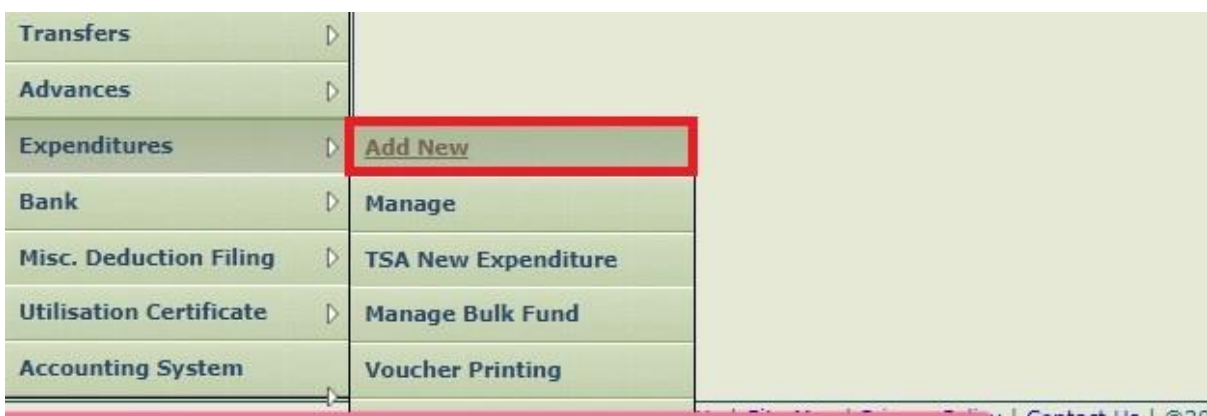 Transfers
Advances
Expenditures
Add New
Bank
Manage
Misc. Deduction Filing
TSA New Expenditure
Utilisation Certificate
Manage Bulk Fund
Accounting System
Voucher Printing
| Contact Us |